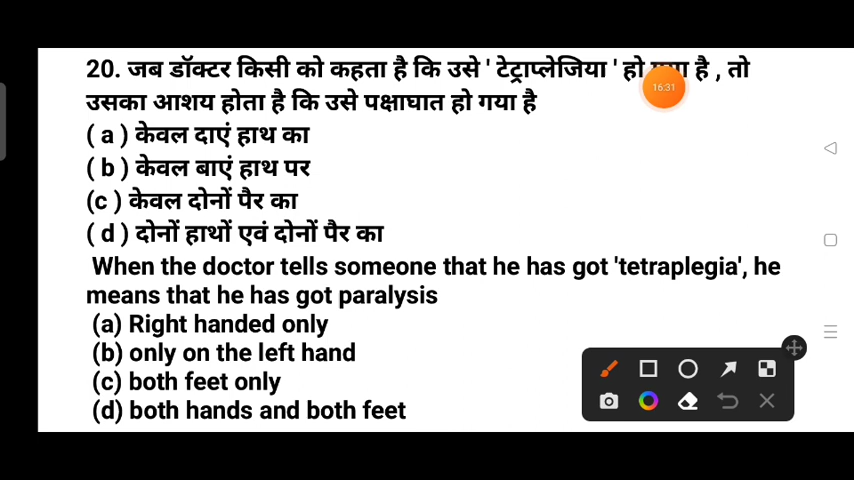 20. जब डॉक्टर किसी को कहता है कि उसे ' टेट्राप्लेजिया ' हो है , तो
16:31
उसका आशय होता है कि उसे पक्षाघात हो गया है
( a ) केवल दाएं हाथ का
( b ) केवल बाएं हाथ पर
(c ) केवल दोनों पैर का
( d ) दोनों हाथों एवं दोनों पैर का
When the doctor tells someone that he has got 'tetraplegia', he
means that he has got paralysis
(a) Right handed only
(b) only on the left hand
(c) both feet only
(d) both hands and both feet